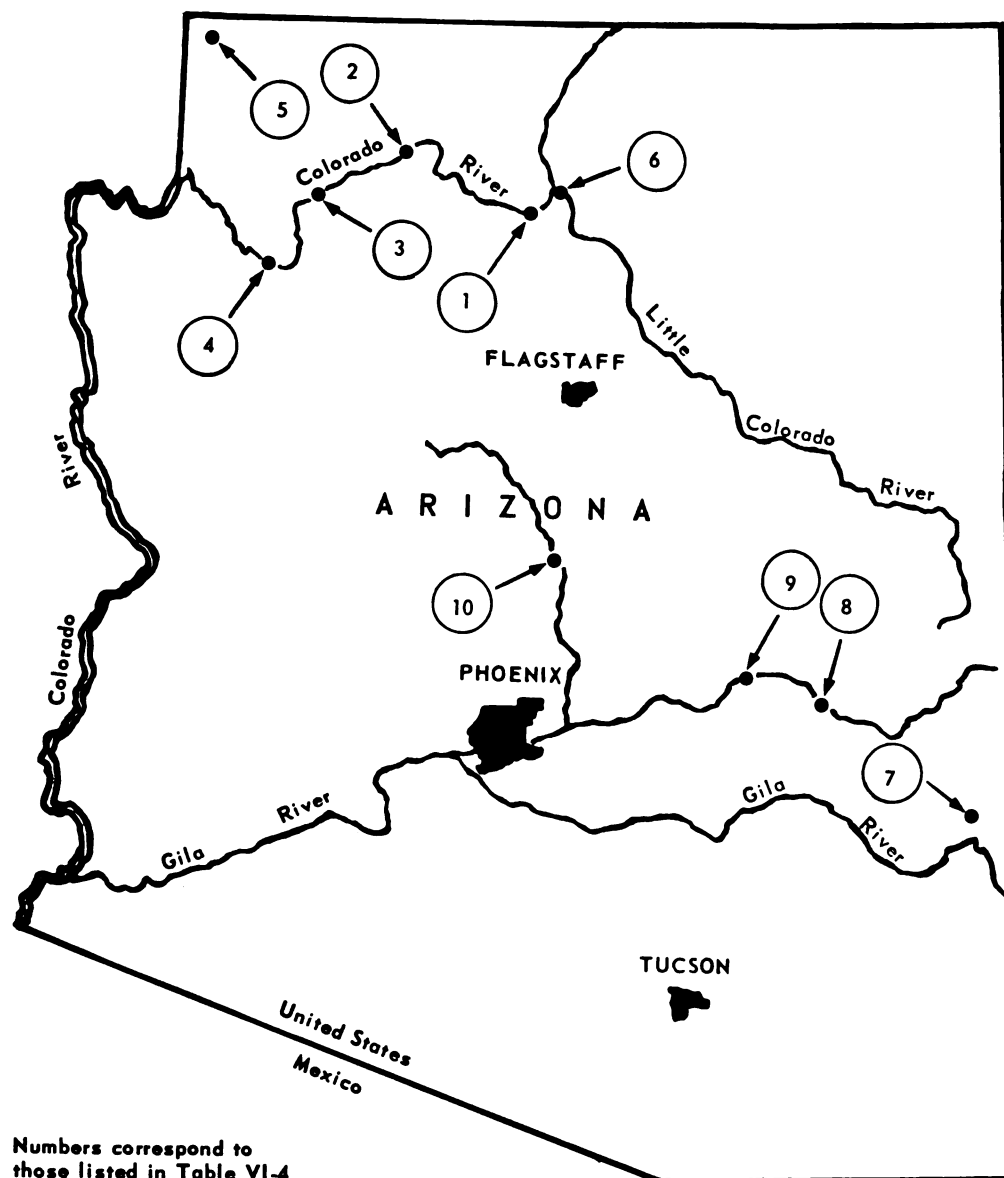 5
2
6
Colorado
River
3
1
4
Little
FLAGSTAFF
Colorado
River
River
ARIZONA
10
9
8
Colorado
PHOENIX
7
Gila
River
Gila
River
TUCSON
United States
Mexico
Numbers correspond to
those listed in Table VI-4